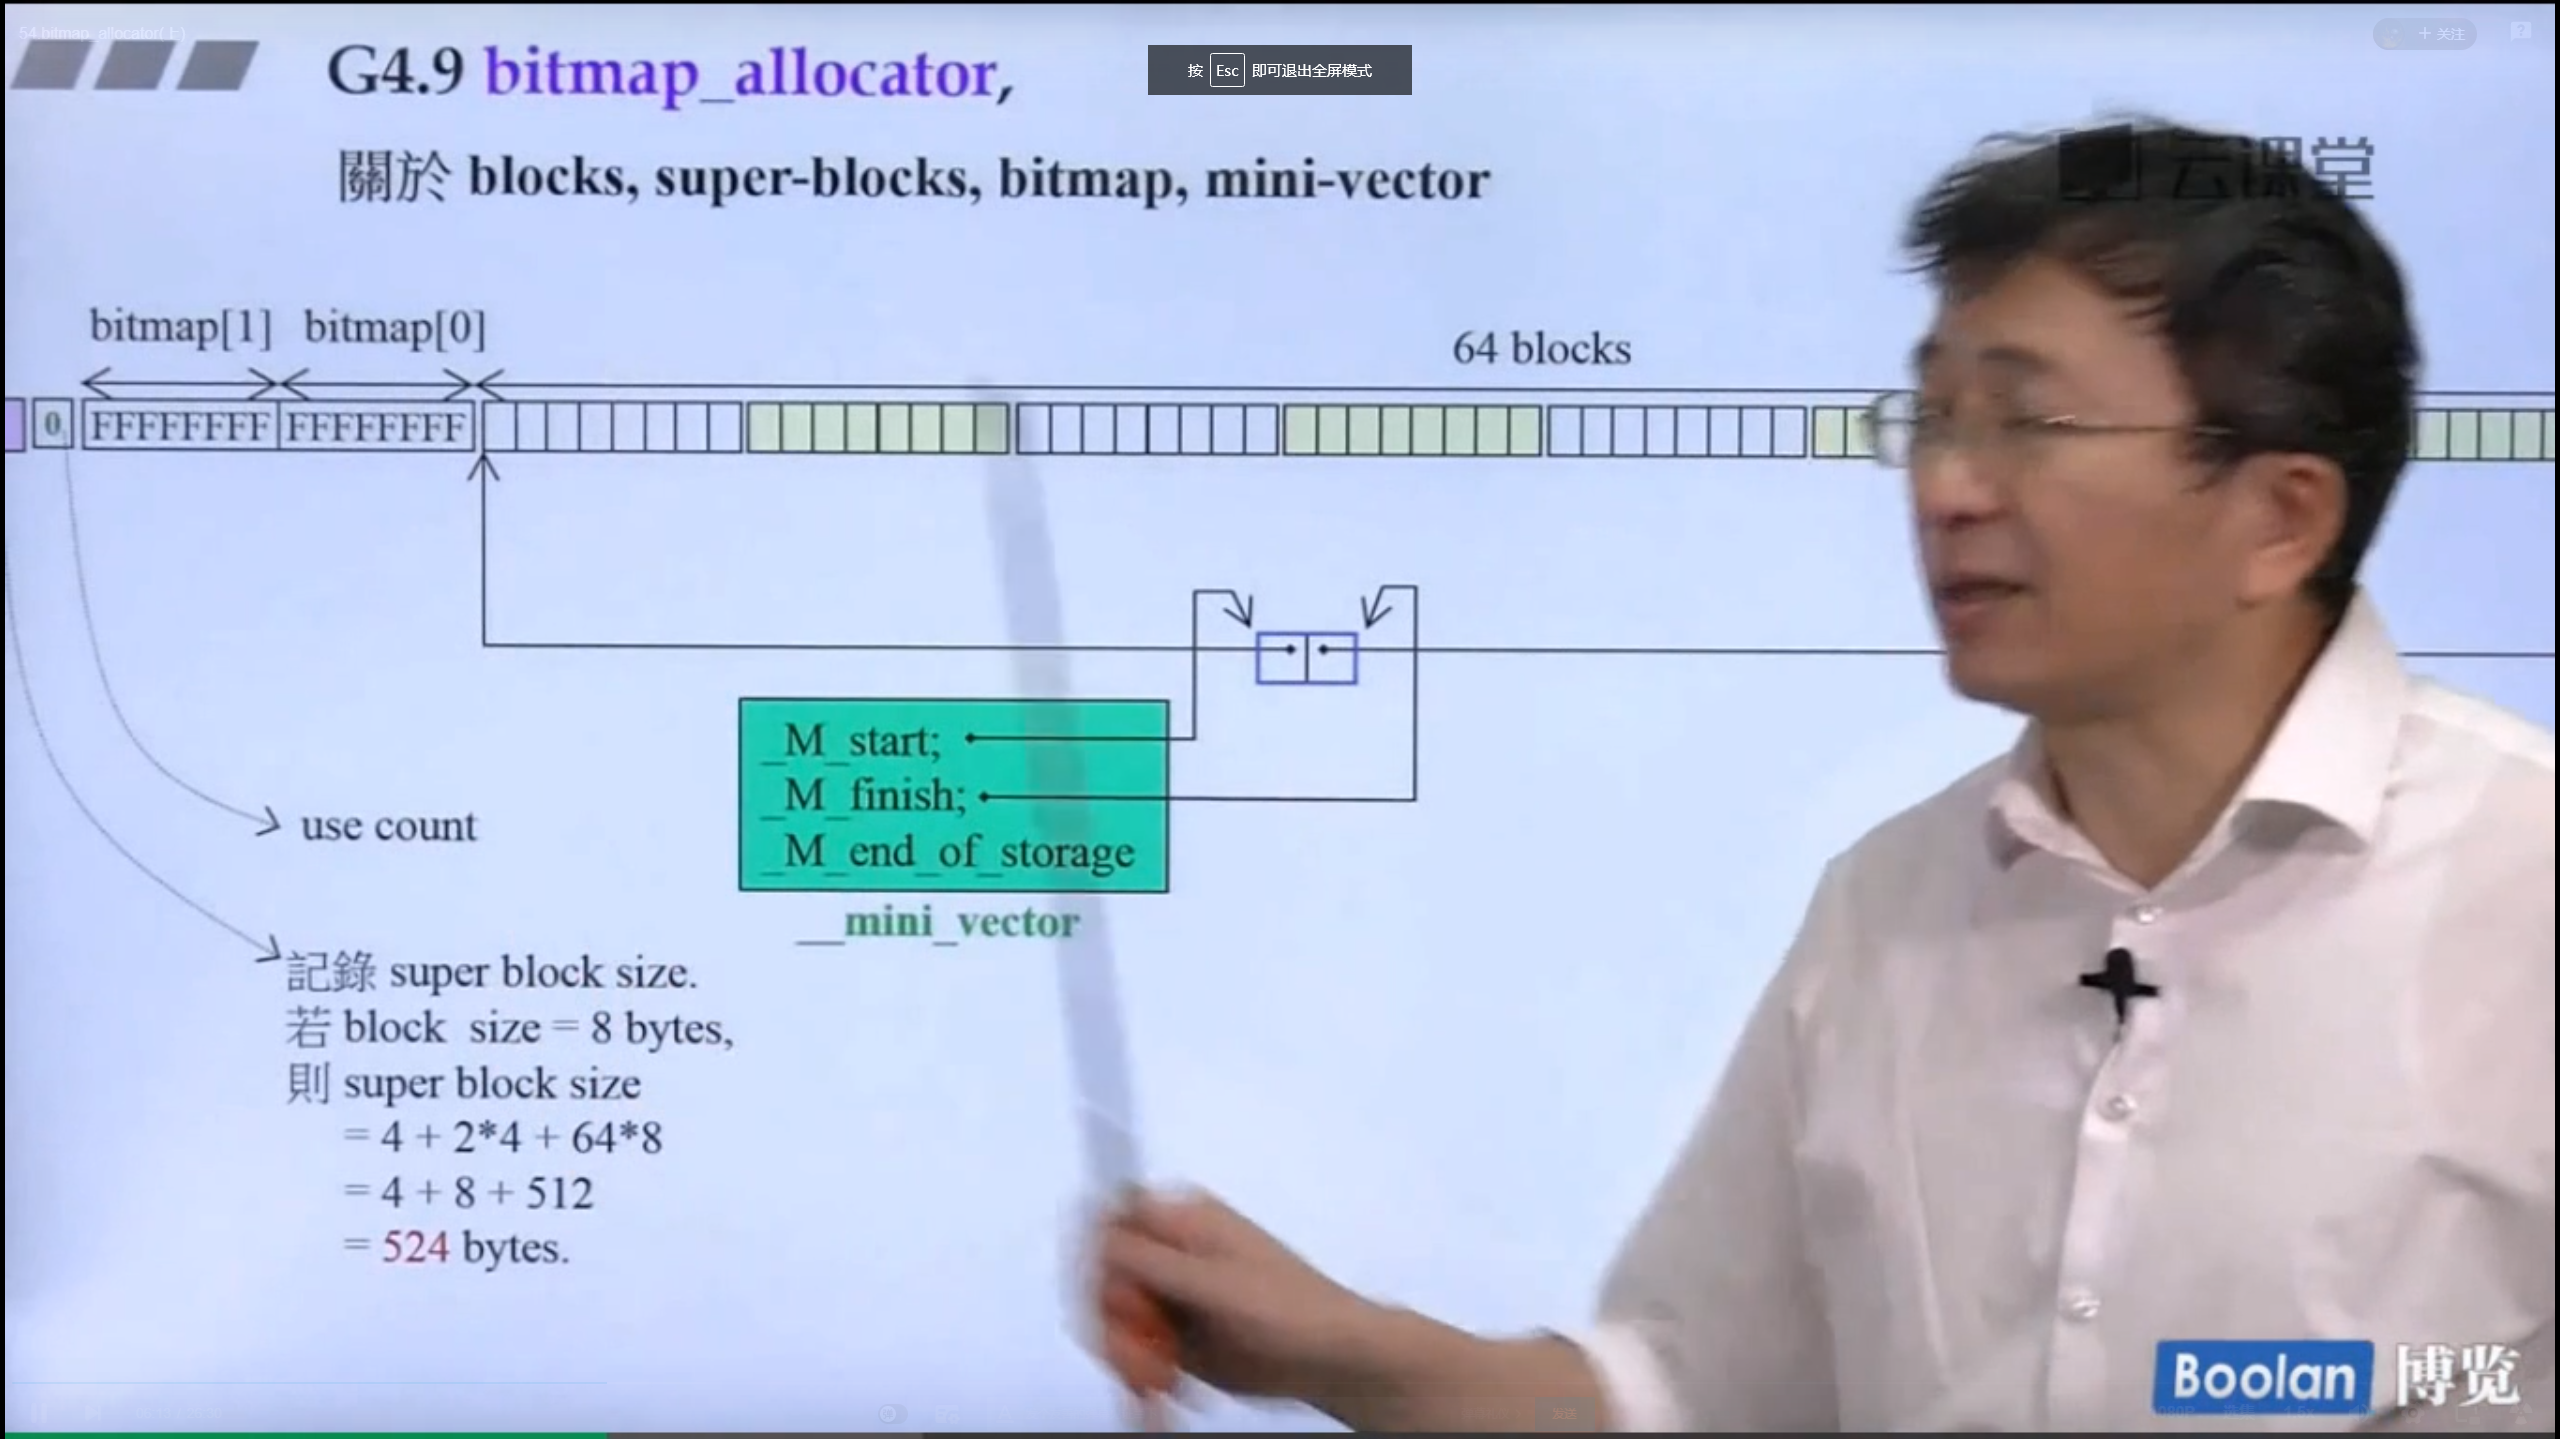 54.bitmap_allocator(上)
G4.9 bitmap_allocator,
按 Esc 即可退出全屏模式
+ 关注
關於 blocks, super-blocks, bitmap, mini-vector
云课堂
bitmap[1] bitmap[0]
64 blocks
0 FFFFFFFF FFFFFFFF
_M_start;
_M_finish;
_M_end_of_storage
__mini_vector
use count
記錄 super block size.
若 block size = 8 bytes,
則 super block size
= 4 + 2*4 + 64*8
= 4 + 8 + 512
= 524 bytes.
Boolan 博览
发送